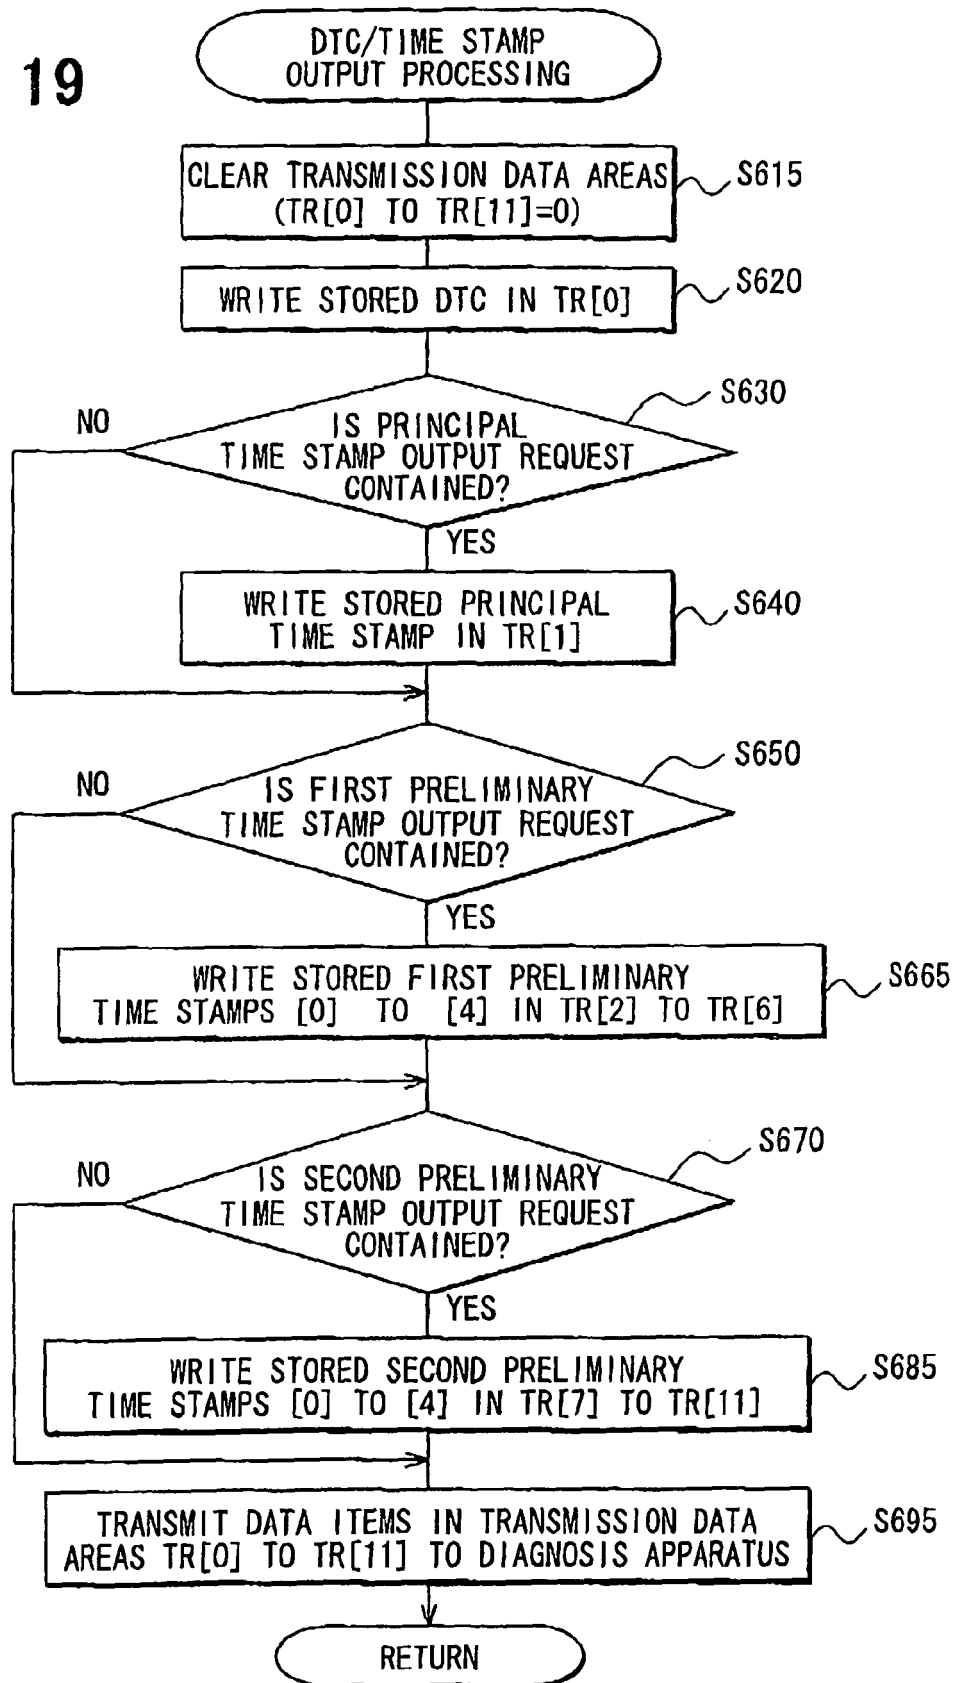 19
DTC/TIME STAMP
OUTPUT PROCESSING
CLEAR TRANSMISSION DATA AREAS
(TR[0] TO TR[11]=0)
S615
WRITE STORED DTC IN TR[0]
S620
IS PRINCIPAL
TIME STAMP OUTPUT REQUEST
CONTAINED?
S630
NO
YES
WRITE STORED PRINCIPAL
TIME STAMP IN TR[1]
S640
IS FIRST PRELIMINARY
TIME STAMP OUTPUT REQUEST
CONTAINED?
S650
NO
YES
WRITE STORED FIRST PRELIMINARY
TIME STAMPS [0] TO [4] IN TR[2] TO TR[6]
S665
IS SECOND PRELIMINARY
TIME STAMP OUTPUT REQUEST
CONTAINED?
S670
NO
YES
WRITE STORED SECOND PRELIMINARY
TIME STAMPS [0] TO [4] IN TR[7] TO TR[11]
S685
TRANSMIT DATA ITEMS IN TRANSMISSION DATA
AREAS TR[0] TO TR[11] TO DIAGNOSIS APPARATUS
S695
RETURN